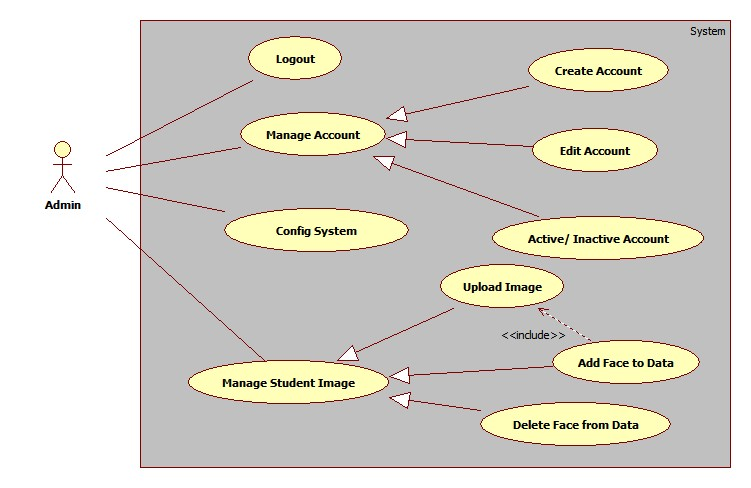 System
Logout
Create Account
Manage Account
Edit Account
Admin
Config System
Active/ Inactive Account
Upload Image
<<include>>
Add Face to Data
Manage Student Image
Delete Face from Data